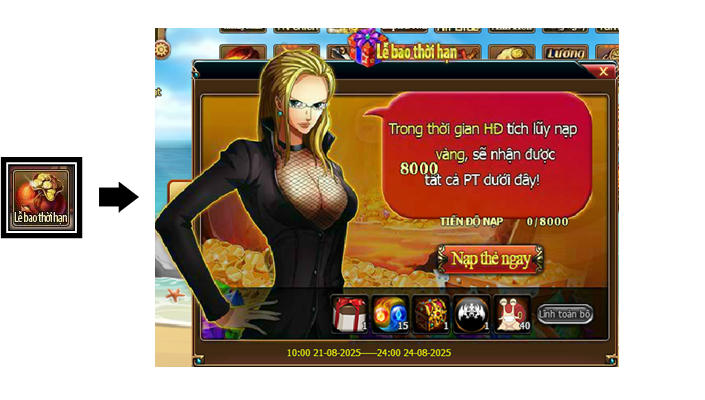 Lương
Lễ bao thời hạn
X
Trong thời gian HĐ tích lũy nạp
vàng, sẽ nhận được
8000
tất cả PT dưới đây!
TIẾN ĐỘ NẠP 0/8000
Lễ bao thời hạn
Nạp thẻ ngay
1 15 1 1 40
Lĩnh toàn bộ
10:00 21-08-2025-----24:00 24-08-2025